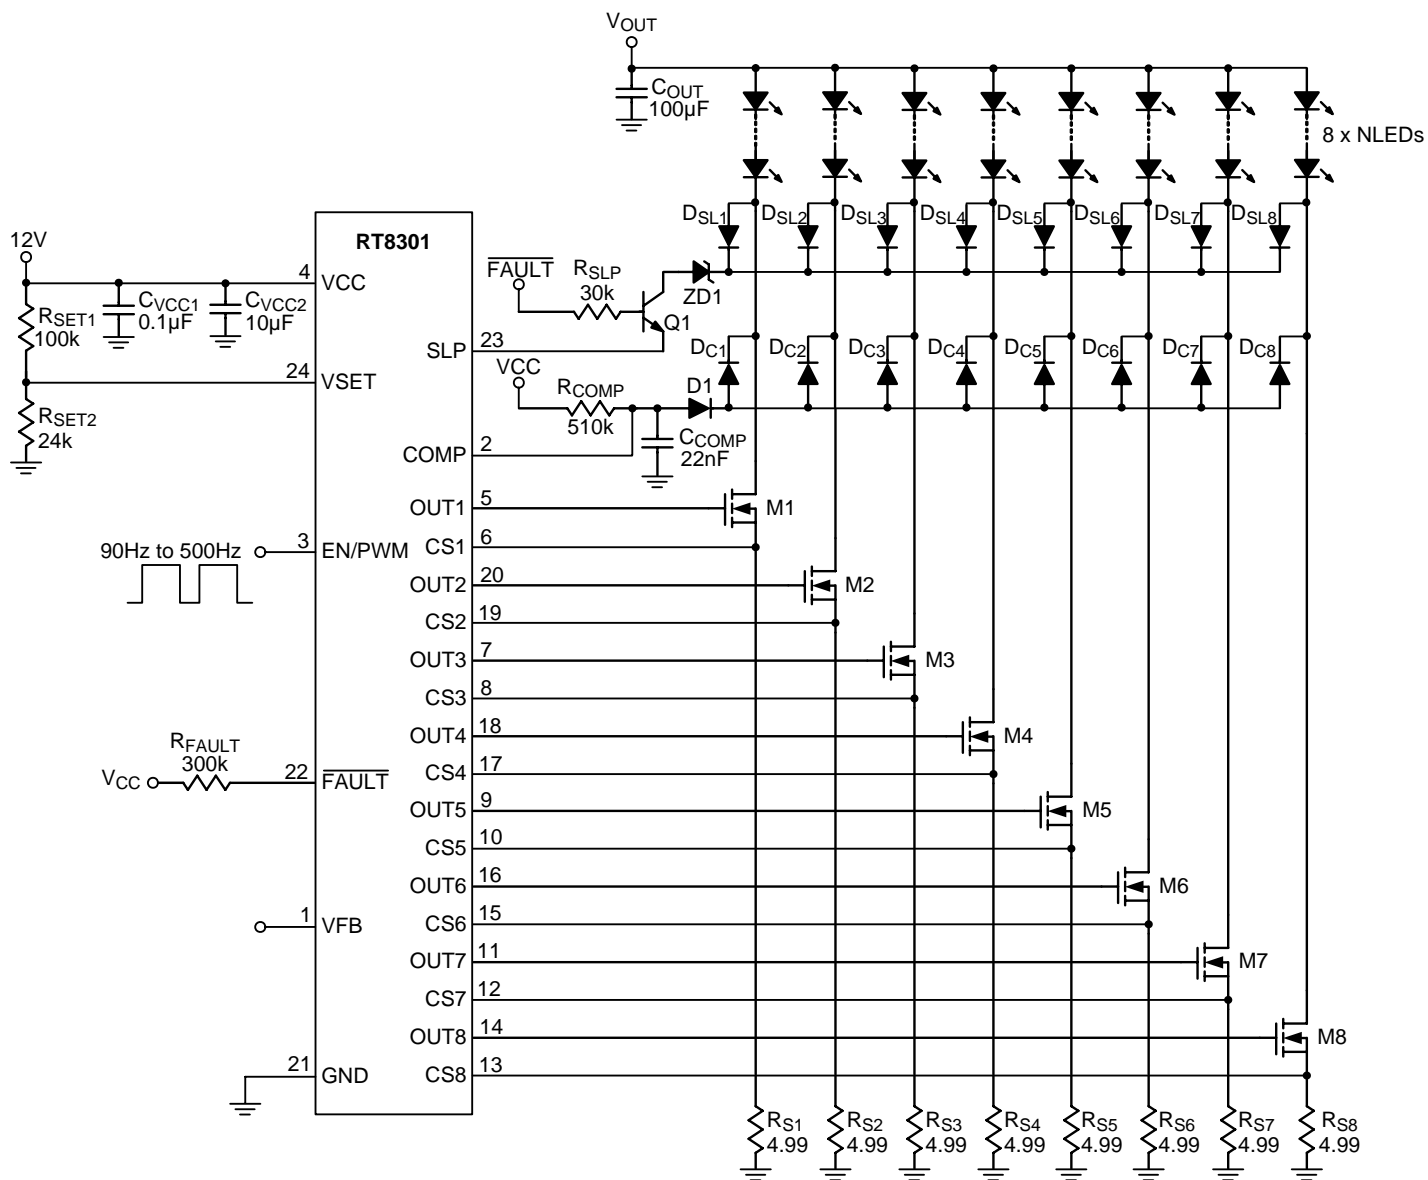 VOUT
COUT
100µF
8 x NLEDs
DSL1 DSL2 DSL3 DSL4 DSL5 DSL6 DSL7 DSL8
12V
RT8301
4 VCC
CVCC1
0.1µF
CVCC2
10µF
RSET1
100k
FAULT
RSLP
30k
ZD1
Q1
SLP 23
24 VSET
RSET2
24k
VCC
RCOMP
510k
D1
DC1 DC2 DC3 DC4 DC5 DC6 DC7 DC8
CCOMP
22nF
COMP 2
OUT1 5 M1
90Hz to 500Hz 3 EN/PWM
CS1 6
OUT2 20 M2
CS2 19
OUT3 7 M3
CS3 8
OUT4 18 M4
RFAULT
300k
VCC 22 FAULT
CS4 17
OUT5 9 M5
CS5 10
OUT6 16 M6
1 VFB
CS6 15
OUT7 11 M7
CS7 12
OUT8 14 M8
21 GND
CS8 13
RS1 RS2 RS3 RS4 RS5 RS6 RS7 RS8
4.99 4.99 4.99 4.99 4.99 4.99 4.99 4.99